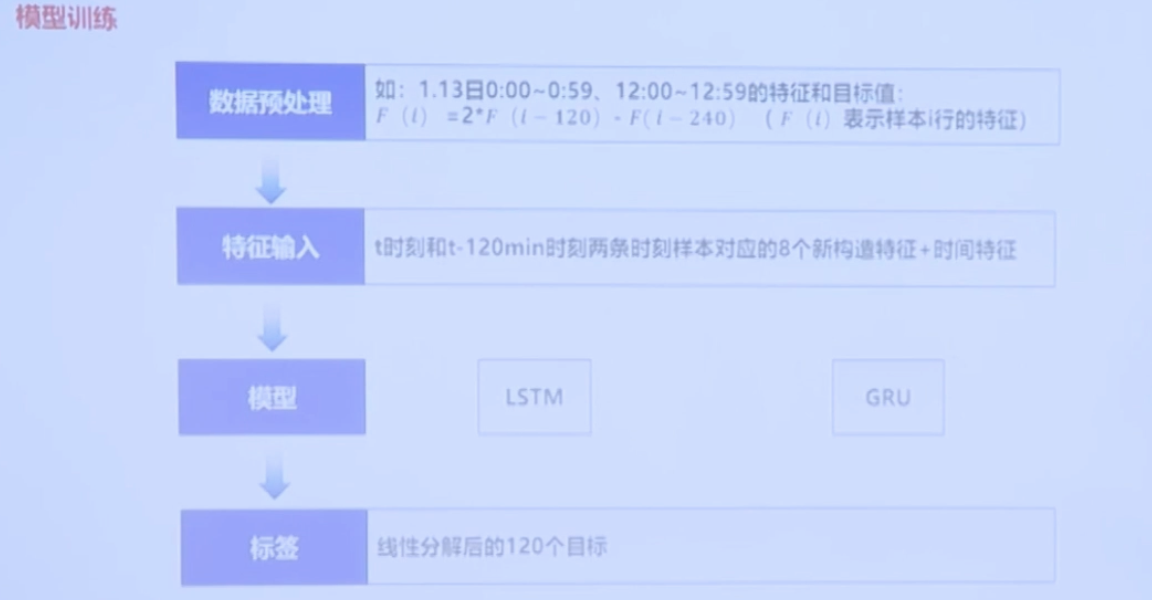 模型训练
数据预处理
如：1.13日0:00~0:59、12:00~12:59的特征和目标值：
F（i） =2*F（i－120）- F(i－240) （ F（i）表示样本i行的特征）
特征输入
t时刻和t-120min时刻两条时刻样本对应的8个新构造特征+时间特征
模型
LSTM
GRU
标签
线性分解后的120个目标